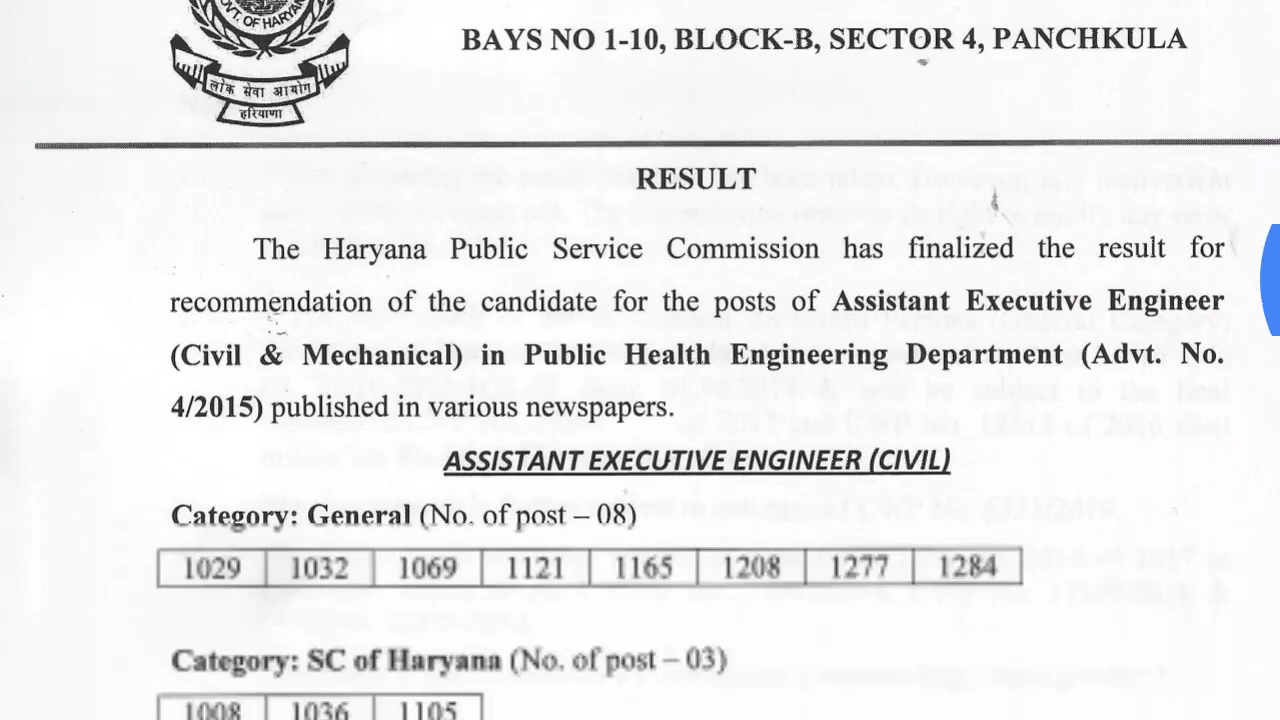 GOVT. OF HARYANA
लोक सेवा आयोग
हरियाणा
BAYS NO 1-10, BLOCK-B, SECTOR 4, PANCHKULA
RESULT
The Haryana Public Service Commission has finalized the result for
recommendation of the candidate for the posts of Assistant Executive Engineer
(Civil & Mechanical) in Public Health Engineering Department (Advt. No.
4/2015) published in various newspapers.
ASSISTANT EXECUTIVE ENGINEER (CIVIL)
Category: General (No. of post – 08)
1029 1032 1069 1121 1165 1208 1277 1284
Category: SC of Haryana (No. of post – 03)
1008 1036 1105